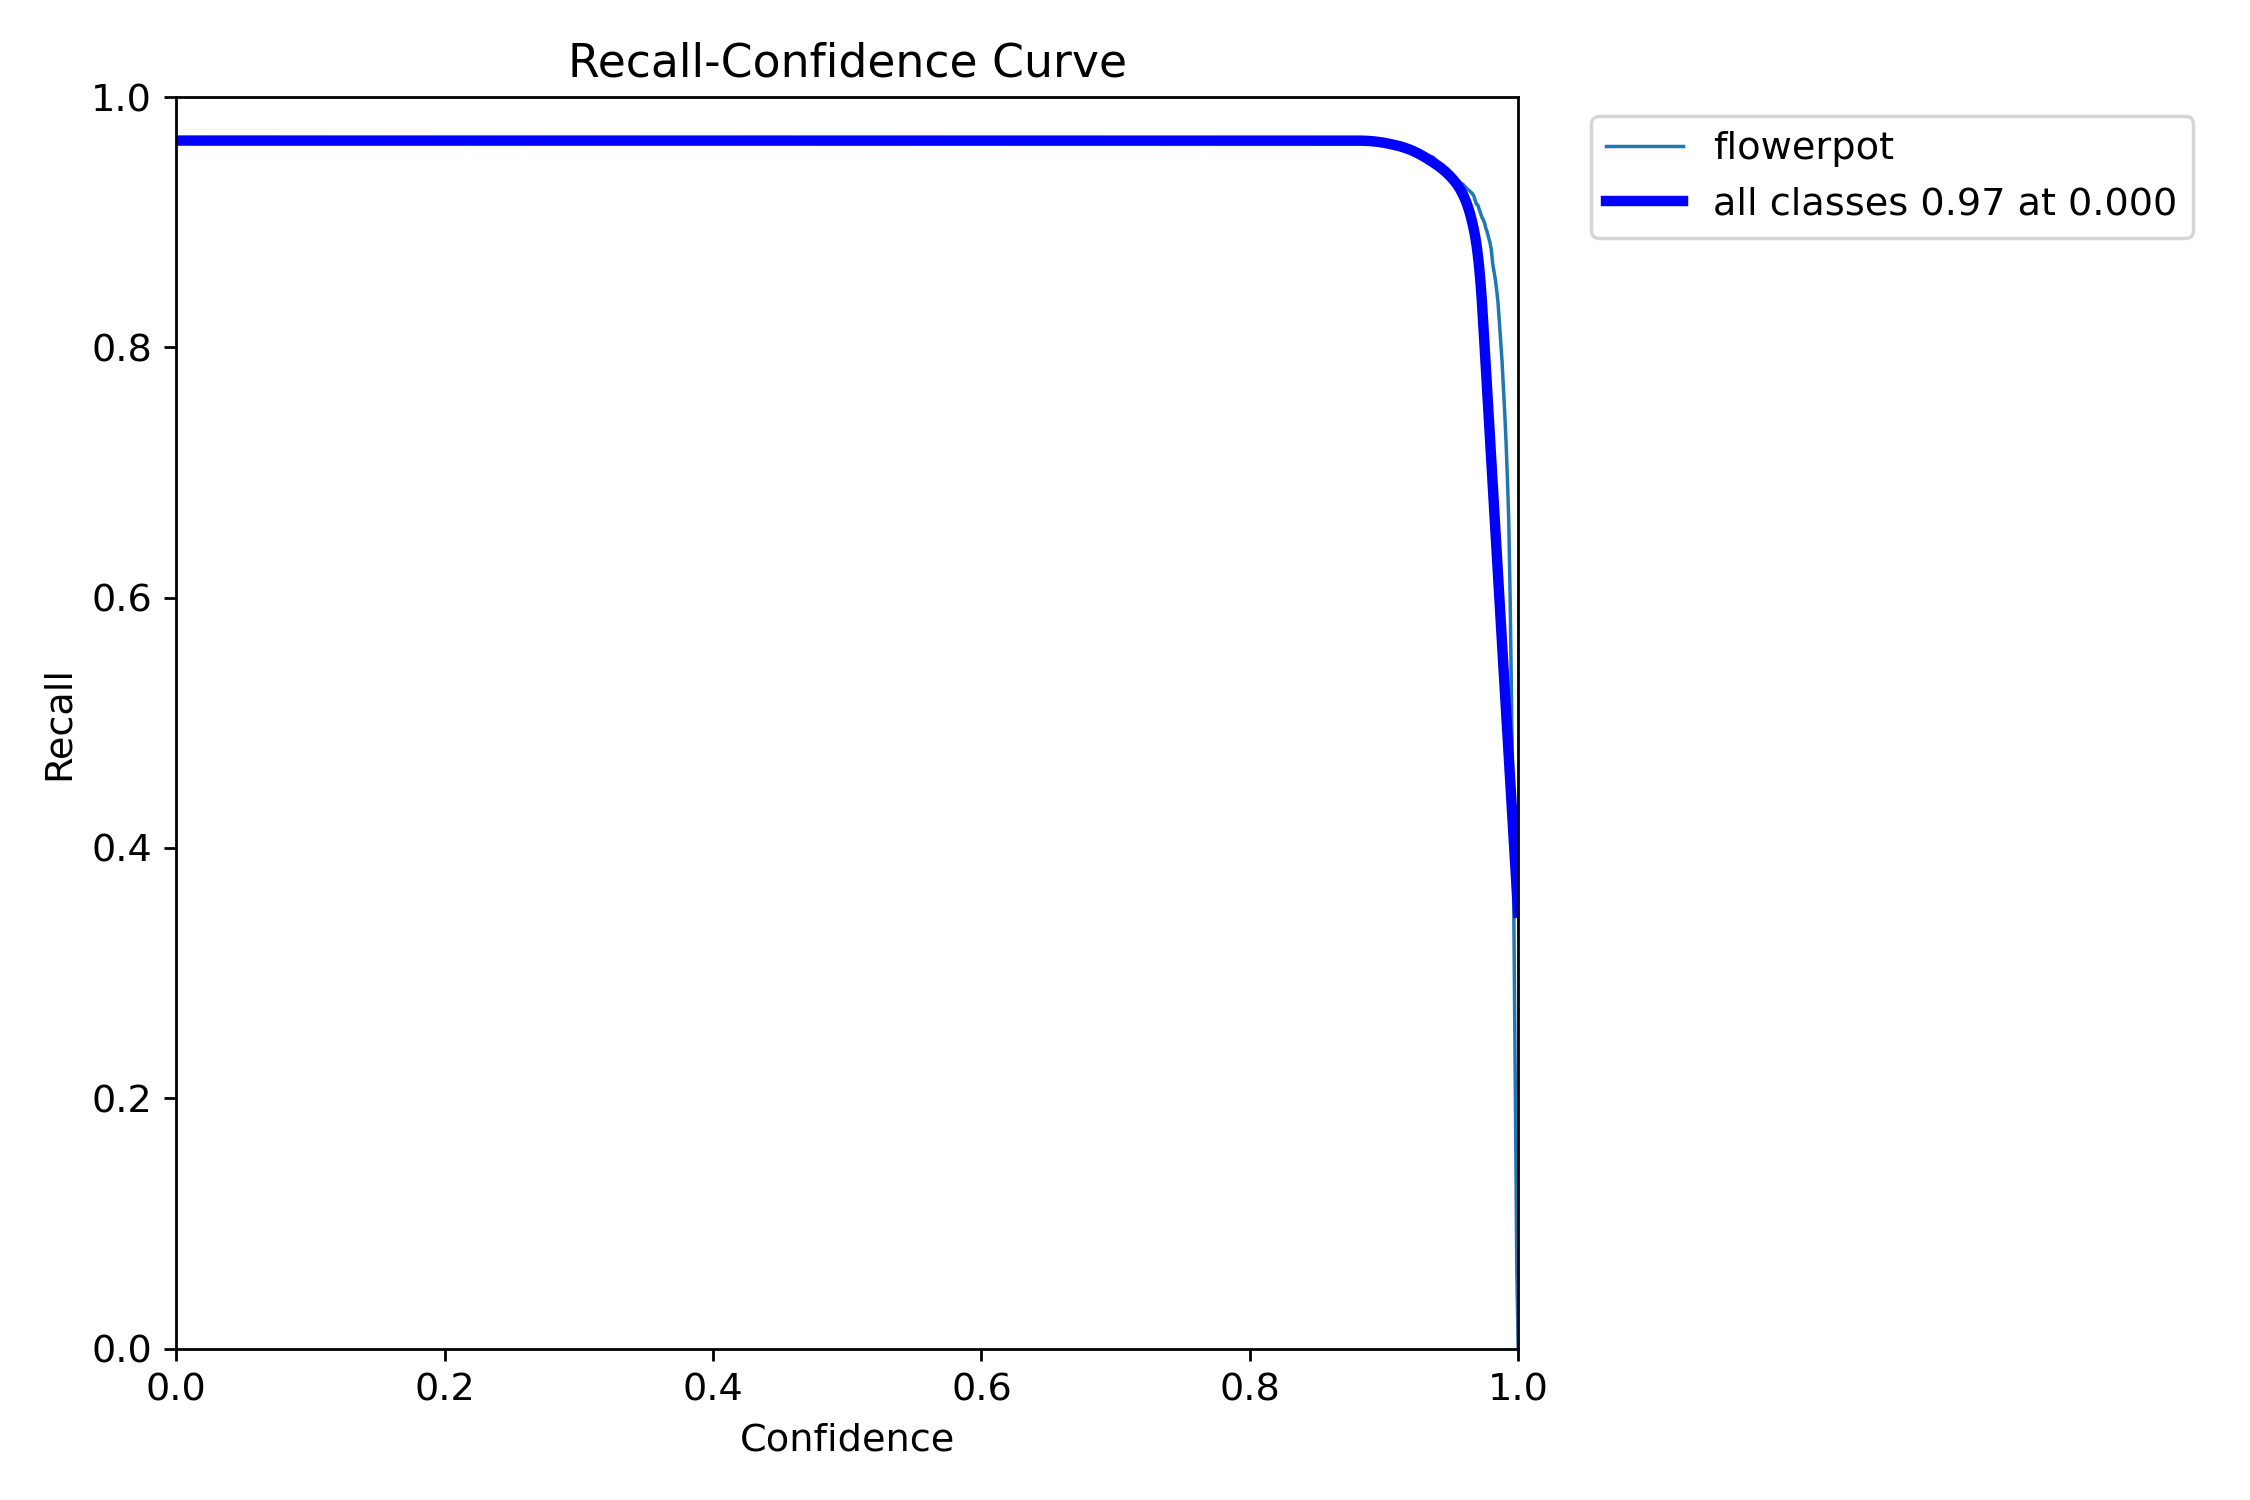 Recall-Confidence Curve
1.0
0.8
0.6
0.4
0.2
0.0
Recall
0.0 0.2 0.4 0.6 0.8 1.0
Confidence
flowerpot
all classes 0.97 at 0.000